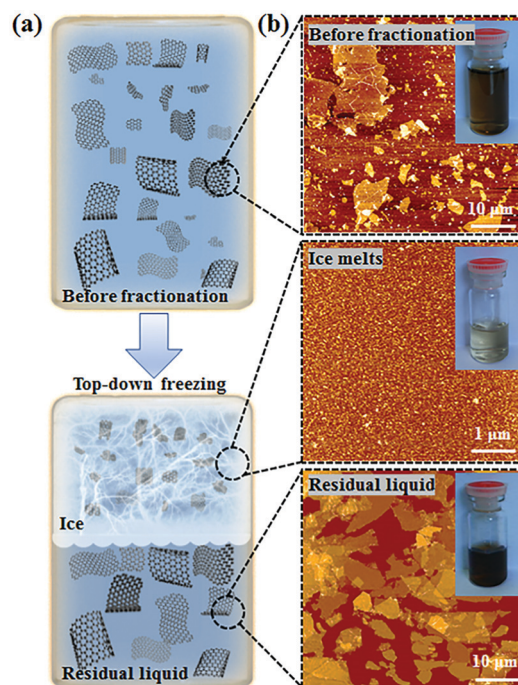 (a)
Before fractionation
Top-down freezing
Ice
Residual liquid
(b)
Before fractionation
10 μm
Ice melts
1 μm
Residual liquid
10 μm